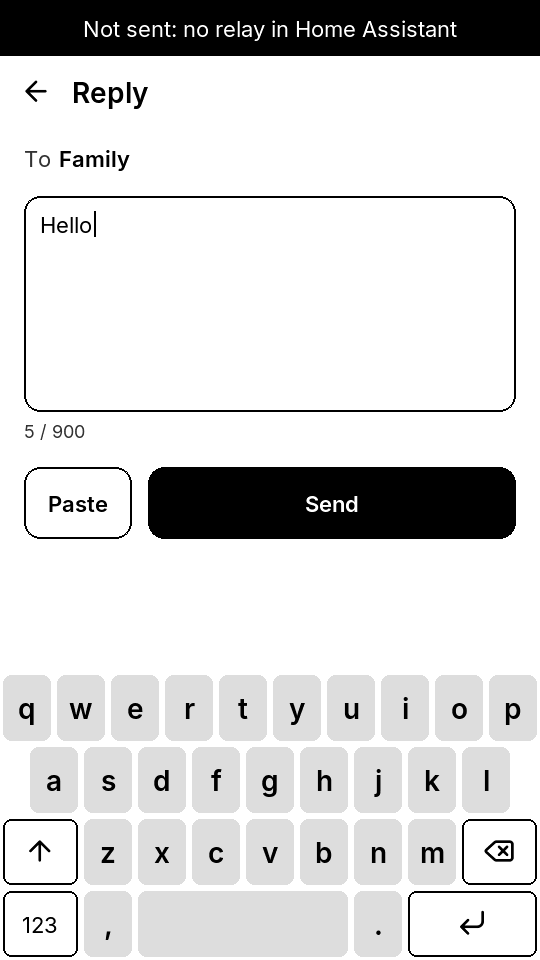 Not sent: no relay in Home Assistant
Reply
To Family
Hello
5 / 900
Paste Send
q w e r t y u i o p
a s d f g h j k l
z x c v b n m
123 , .